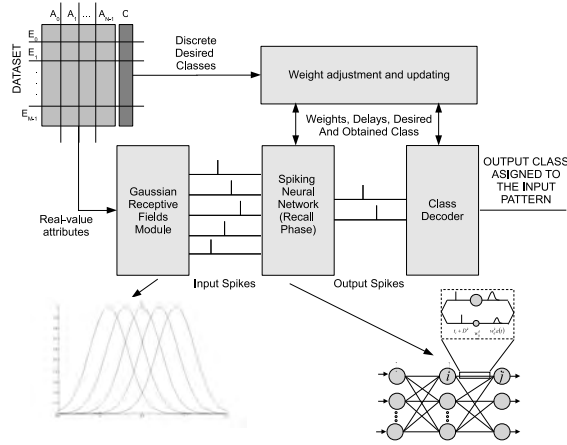 A0 A1 ... AN-1 C
DATASET
E0
E1
EM-1
Discrete
Desired
Classes
Weight adjustment and updating
Weights, Delays, Desired
And Obtained Class
Gaussian
Receptive
Fields
Module
Spiking
Neural
Network
(Recall
Phase)
Class
Decoder
OUTPUT CLASS
ASIGNED TO
THE INPUT
PATTERN
Real-value
attributes
Input Spikes
Output Spikes
i
j